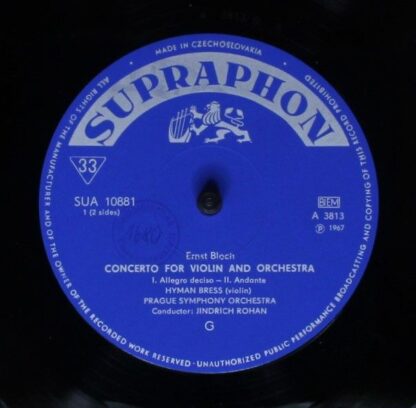 MADE IN CZECHOSLOVAKIA
SUPRAPHON
33
SUA 10881
1 (2 sides)
BIEM
A 3813
Ⓟ 1967
1680
Ernst Bloch
CONCERTO FOR VIOLIN AND ORCHESTRA
I. Allegro deciso – II. Andante
HYMAN BRESS (violin)
PRAGUE SYMPHONY ORCHESTRA
Conductor: JINDRICH ROHAN
G
ALL RIGHTS OF THE MANUFACTURER AND OF THE OWNER OF THE RECORDED WORK RESERVED · UNAUTHORIZED PUBLIC PERFORMANCE BROADCASTING AND COPYING OF THIS RECORD PROHIBITED